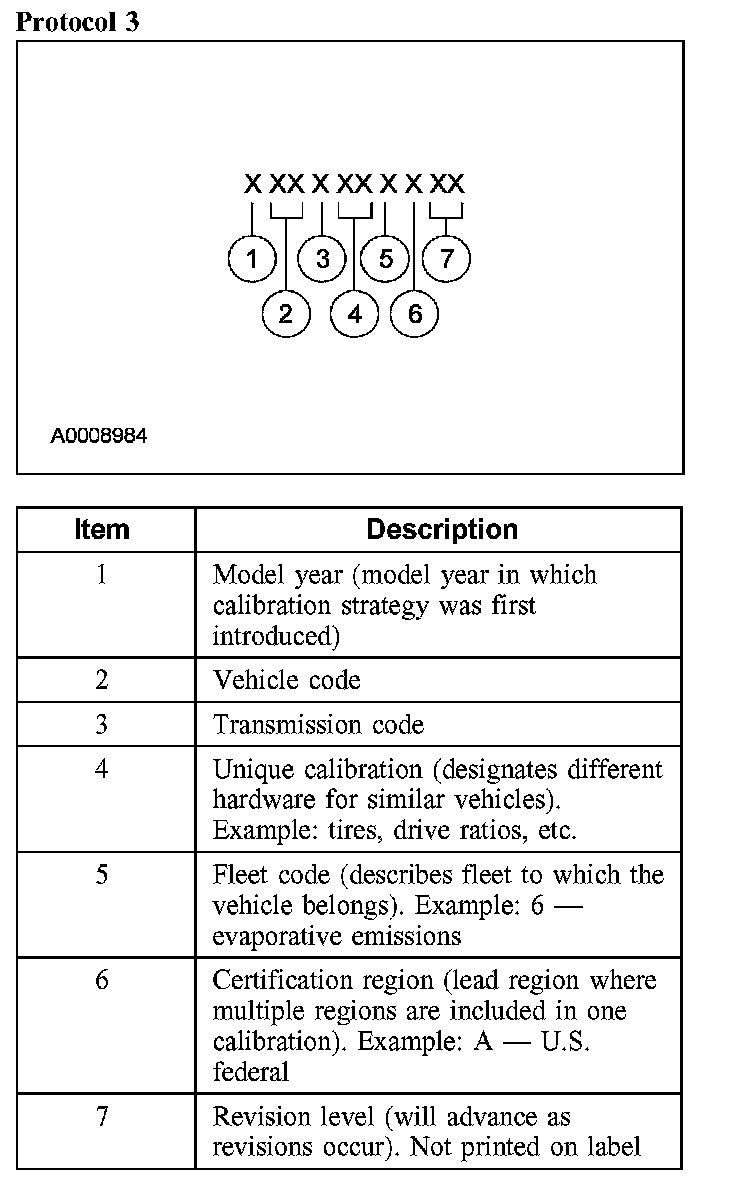 Protocol 3
X XX X XX X X XX
1 3 5 7
2 4 6
A0008984
Item Description
1 Model year (model year in which
calibration strategy was first
introduced)
2 Vehicle code
3 Transmission code
4 Unique calibration (designates different
hardware for similar vehicles).
Example: tires, drive ratios, etc.
5 Fleet code (describes fleet to which the
vehicle belongs). Example: 6 —
evaporative emissions
6 Certification region (lead region where
multiple regions are included in one
calibration). Example: A — U.S.
federal
7 Revision level (will advance as
revisions occur). Not printed on label